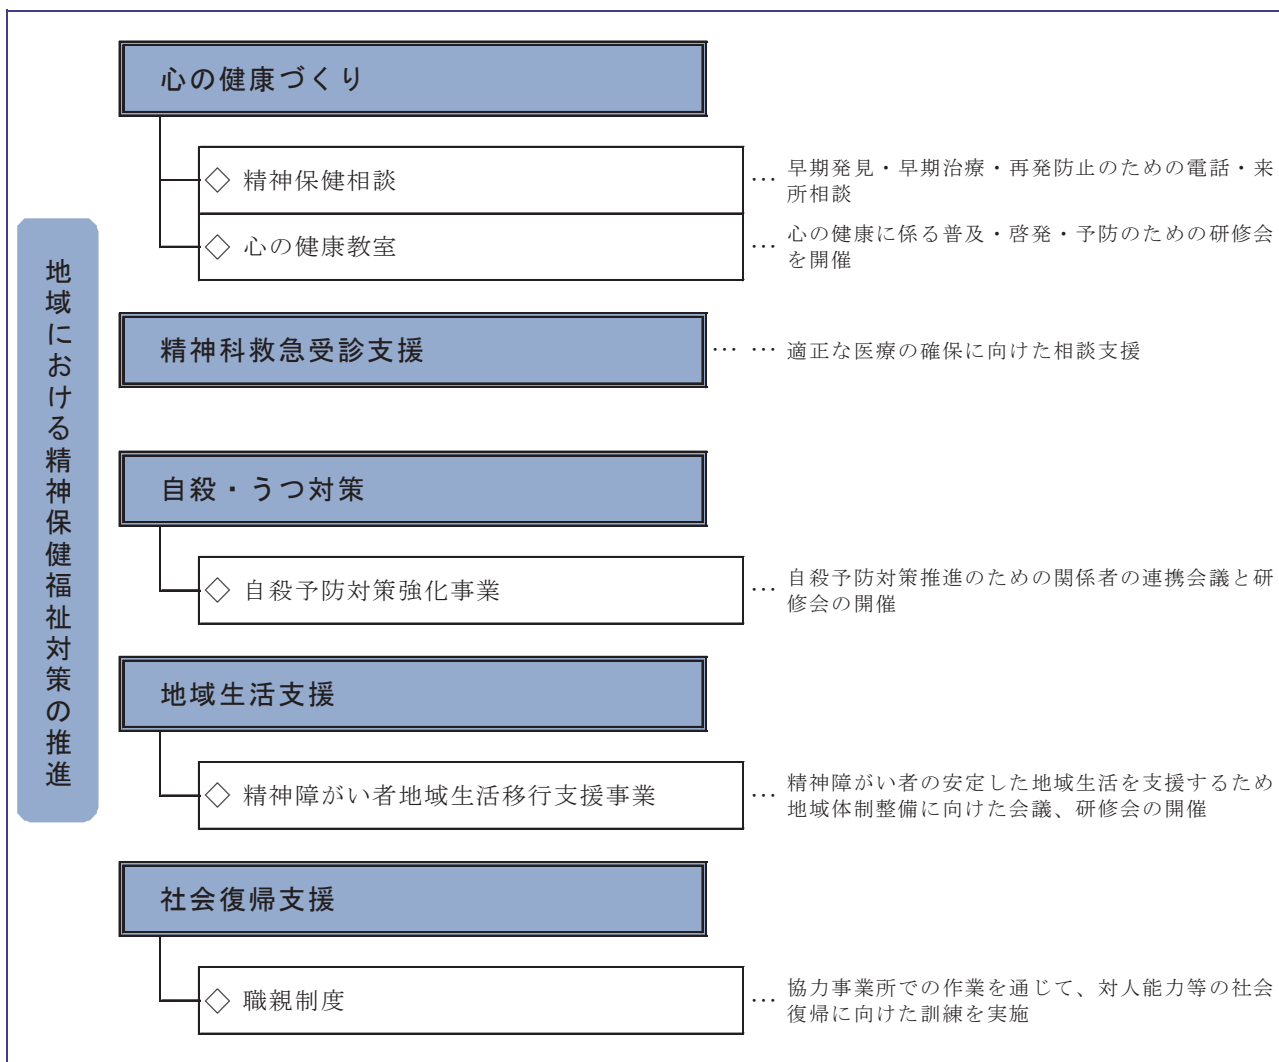 地域における精神保健福祉対策の推進
心の健康づくり
◇ 精神保健相談
… 早期発見・早期治療・再発防止のための電話・来
所相談
◇ 心の健康教室
… 心の健康に係る普及・啓発・予防のための研修会
を開催
精神科救急受診支援
… … 適正な医療の確保に向けた相談支援
自殺・うつ対策
◇ 自殺予防対策強化事業
… 自殺予防対策推進のための関係者の連携会議と研
修会の開催
地域生活支援
◇ 精神障がい者地域生活移行支援事業
… 精神障がい者の安定した地域生活を支援するため
地域体制整備に向けた会議、研修会の開催
社会復帰支援
◇ 職親制度
… 協力事業所での作業を通じて、対人能力等の社会
復帰に向けた訓練を実施